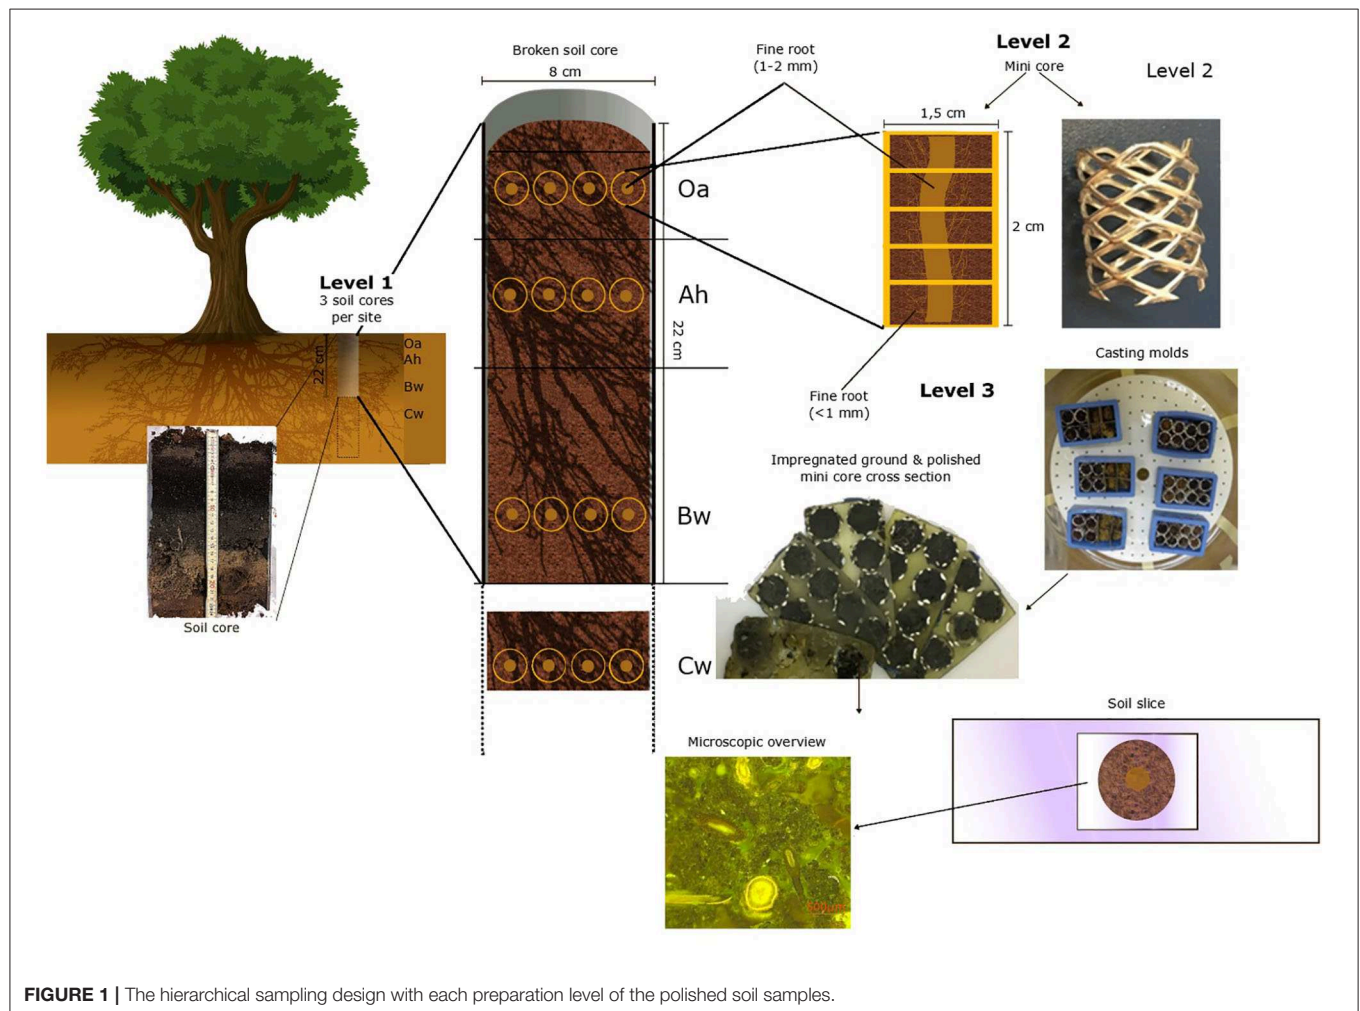 Broken soil core
8 cm
Fine root
(1-2 mm)
Level 2
Mini core
Level 2
1,5 cm
2 cm
Oa
Ah
Bw
Cw
22 cm
Level 1
3 soil cores
per site
22 cm
Oa
Ah
Bw
Cw
Soil core
Fine root
(<1 mm)
Level 3
Casting molds
Impregnated ground & polished
mini core cross section
Soil slice
Microscopic overview
FIGURE 1 | The hierarchical sampling design with each preparation level of the polished soil samples.